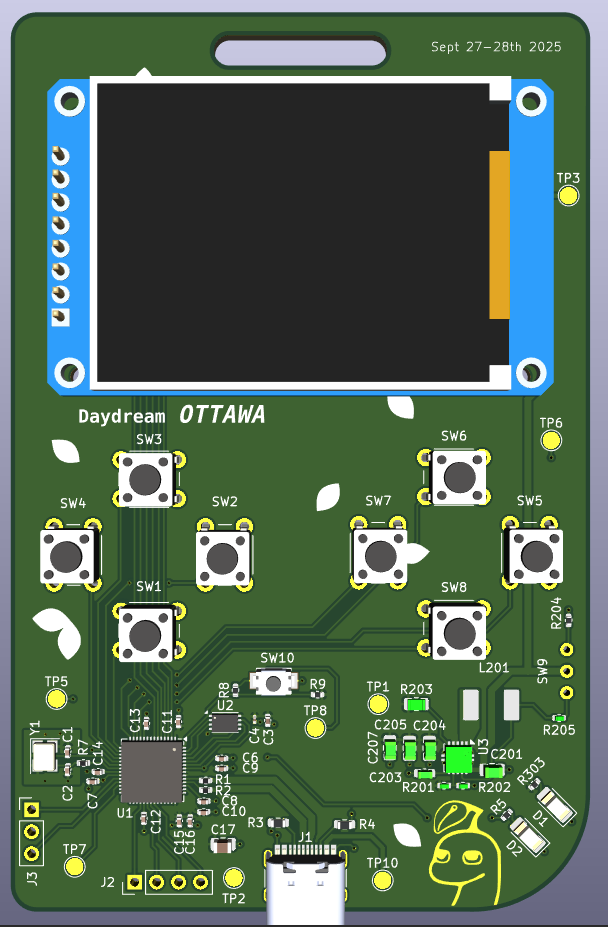 Sept 27-28th 2025
TP3
Daydream OTTAWA
SW3
SW6
TP6
SW4
SW2
SW7
SW5
SW1
SW8
R204
L201
SW9
SW10
TP5
R8
R9
TP1
R203
U2
TP8
R205
Y1
C1
R7
C14
C13
C11
C4
C3
C205
C204
C207
U3
C201
C203
R201
R202
R303
C2
C7
C6
C9
R1
R2
C8
C10
U1
C12
C15
C16
C17
R3
J1
R4
R5
D1
D2
J3
TP7
J2
TP2
TP10